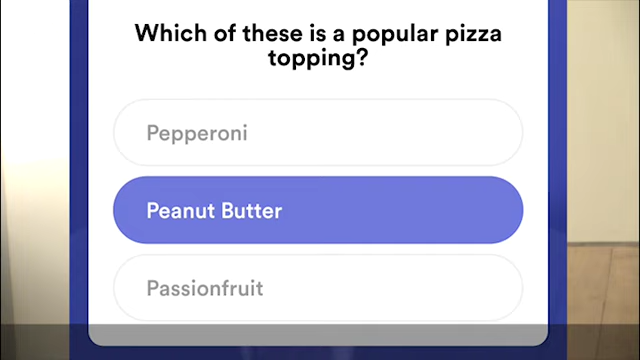 Which of these is a popular pizza
topping?
Pepperoni
Peanut Butter
Passionfruit